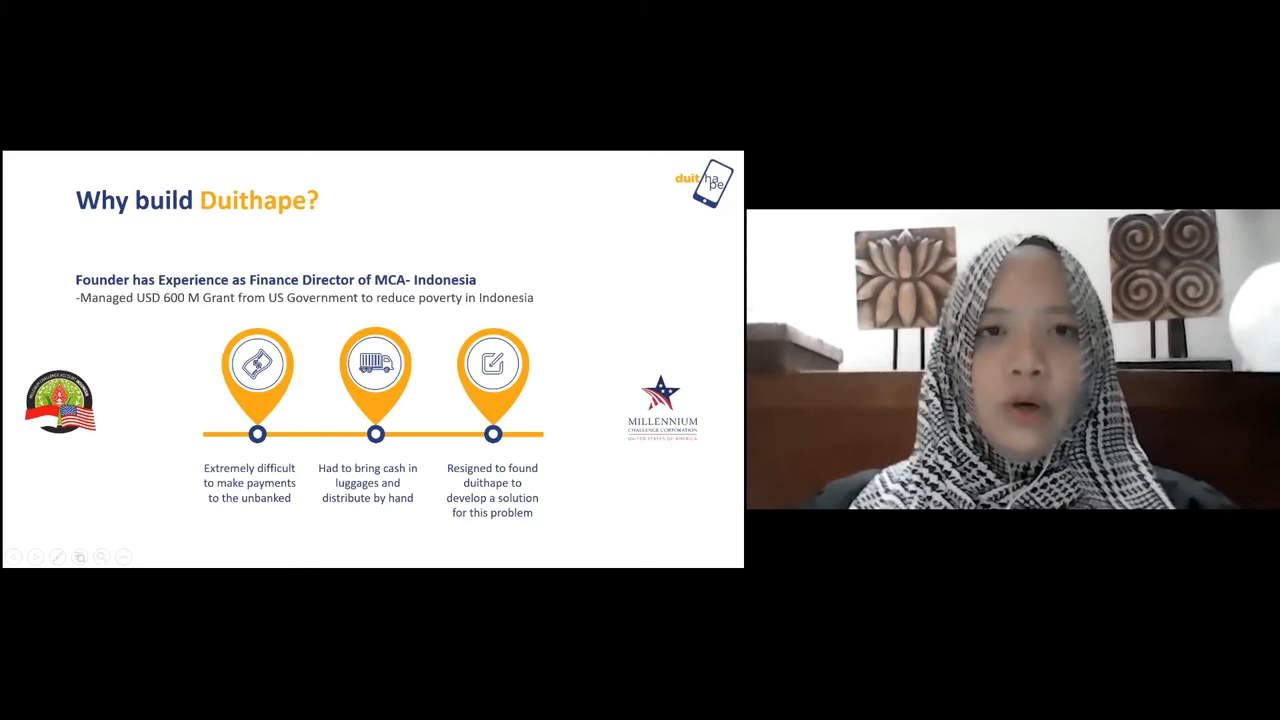 Why build Duithape?
duit hape
Founder has Experience as Finance Director of MCA- Indonesia
-Managed USD 600 M Grant from US Government to reduce poverty in Indonesia
MILLENNIUM
CHALLENGE CORPORATION
UNITED STATES OF AMERICA
Extremely difficult
to make payments
to the unbanked
Had to bring cash in
luggages and
distribute by hand
Resigned to found
duithape to
develop a solution
for this problem